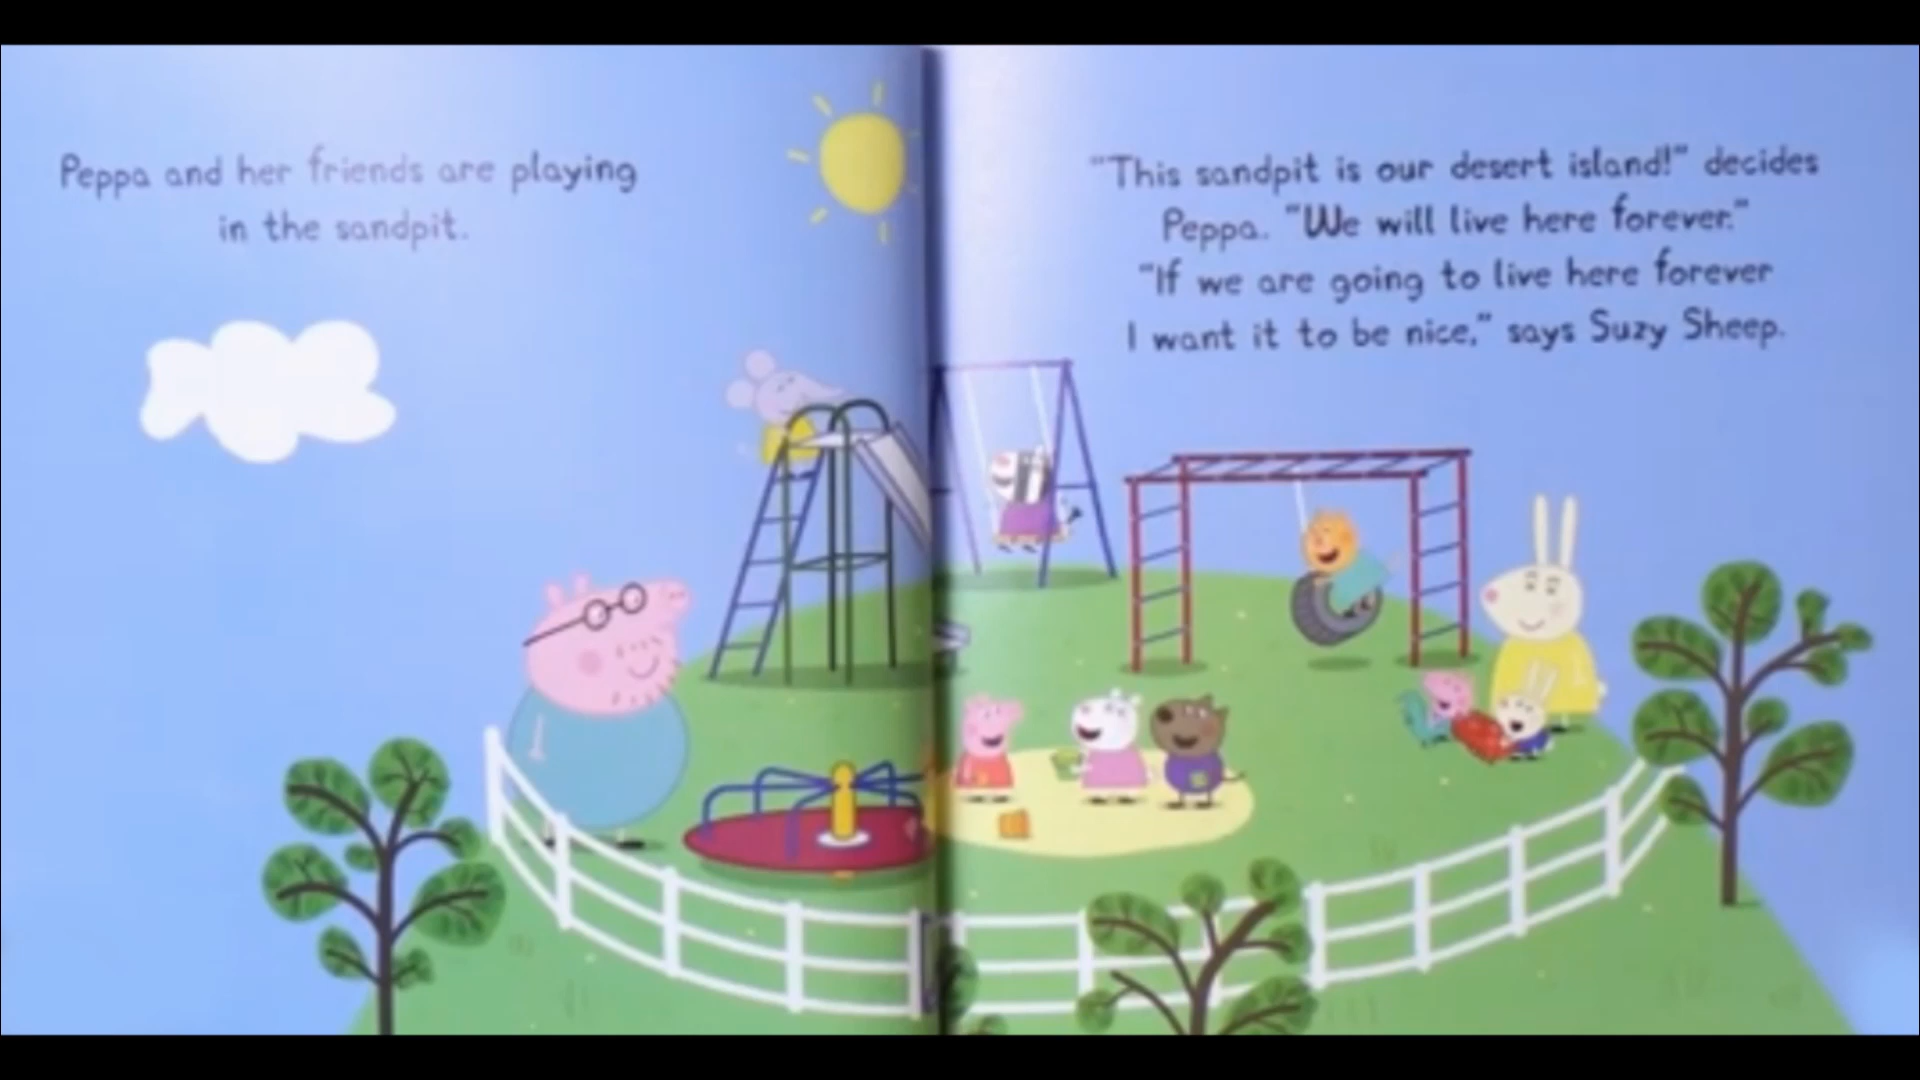 Peppa and her friends are playing
in the sandpit.
"This sandpit is our desert island!" decides
Peppa. "We will live here forever."
"If we are going to live here forever
I want it to be nice," says Suzy Sheep.